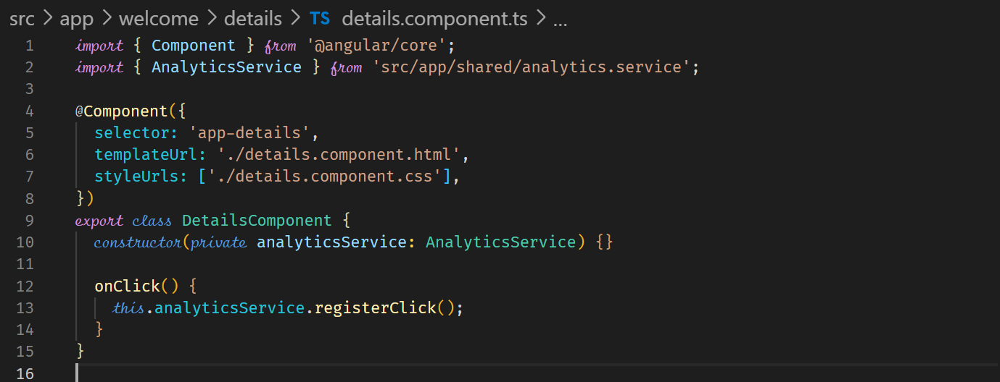 src > app > welcome > details > TS details.component.ts > ...
1 import { Component } from '@angular/core';
2 import { AnalyticsService } from 'src/app/shared/analytics.service';
3
4 @Component({
5   selector: 'app-details',
6   templateUrl: './details.component.html',
7   styleUrls: ['./details.component.css'],
8 })
9 export class DetailsComponent {
10   constructor(private analyticsService: AnalyticsService) {}
11
12   onClick() {
13     this.analyticsService.registerClick();
14   }
15 }
16